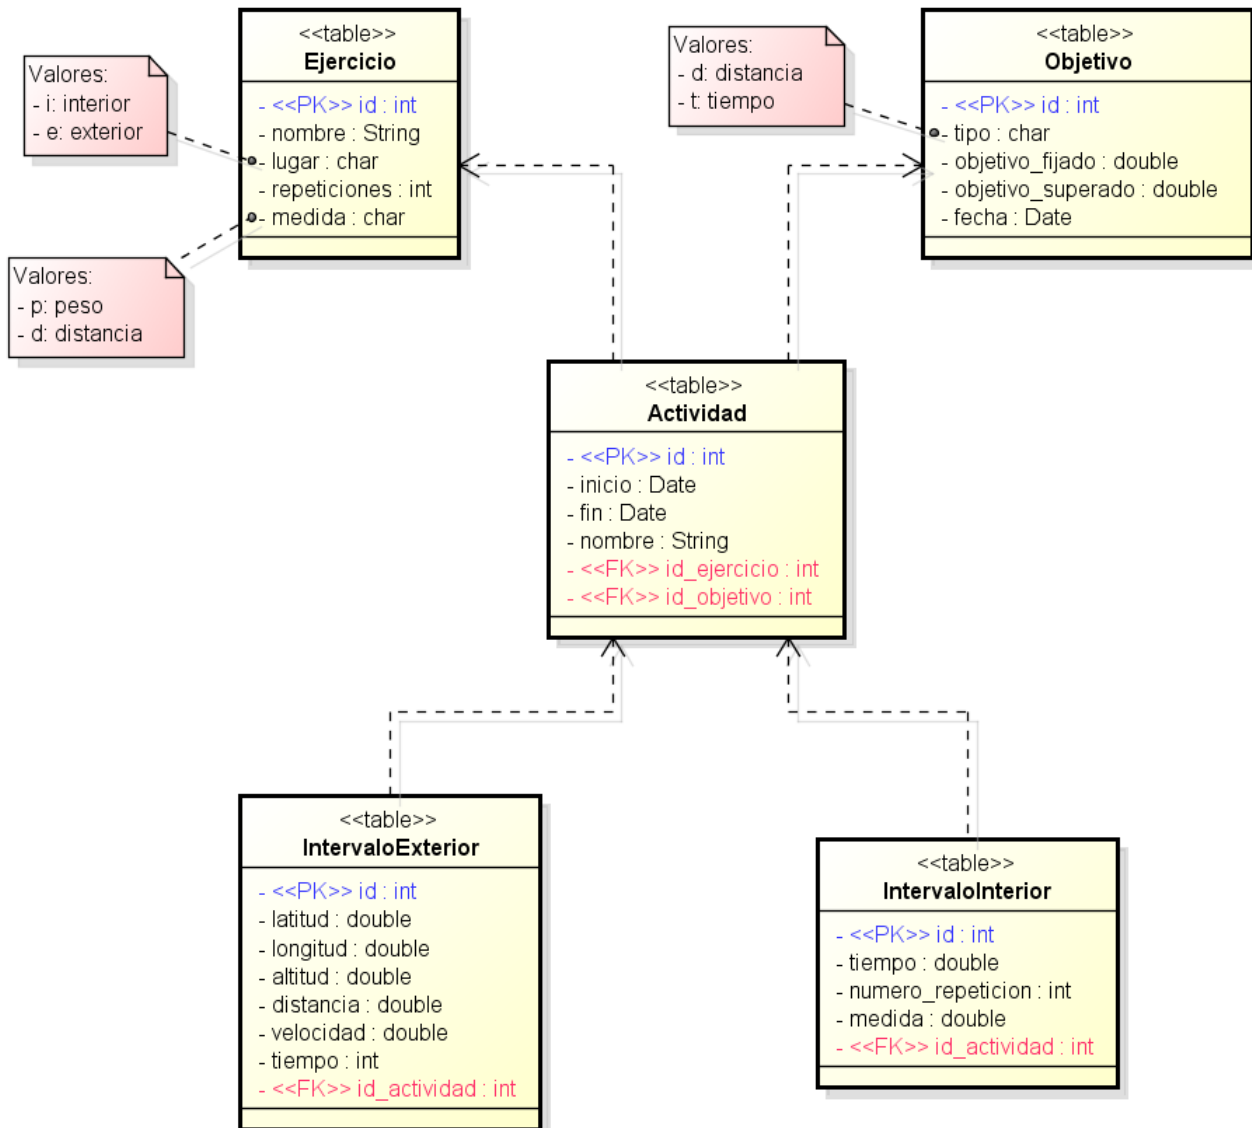 <<table>>
Ejercicio
- <<PK>> id : int
- nombre : String
- lugar : char
- repeticiones : int
- medida : char
Valores:
- i: interior
- e: exterior
Valores:
- p: peso
- d: distancia
Valores:
- d: distancia
- t: tiempo
<<table>>
Objetivo
- <<PK>> id : int
- tipo : char
- objetivo_fijado : double
- objetivo_superado : double
- fecha : Date
<<table>>
Actividad
- <<PK>> id : int
- inicio : Date
- fin : Date
- nombre : String
- <<FK>> id_ejercicio : int
- <<FK>> id_objetivo : int
<<table>>
IntervaloExterior
- <<PK>> id : int
- latitud : double
- longitud : double
- altitud : double
- distancia : double
- velocidad : double
- tiempo : int
- <<FK>> id_actividad : int
<<table>>
IntervaloInterior
- <<PK>> id : int
- tiempo : double
- numero_repeticion : int
- medida : double
- <<FK>> id_actividad : int